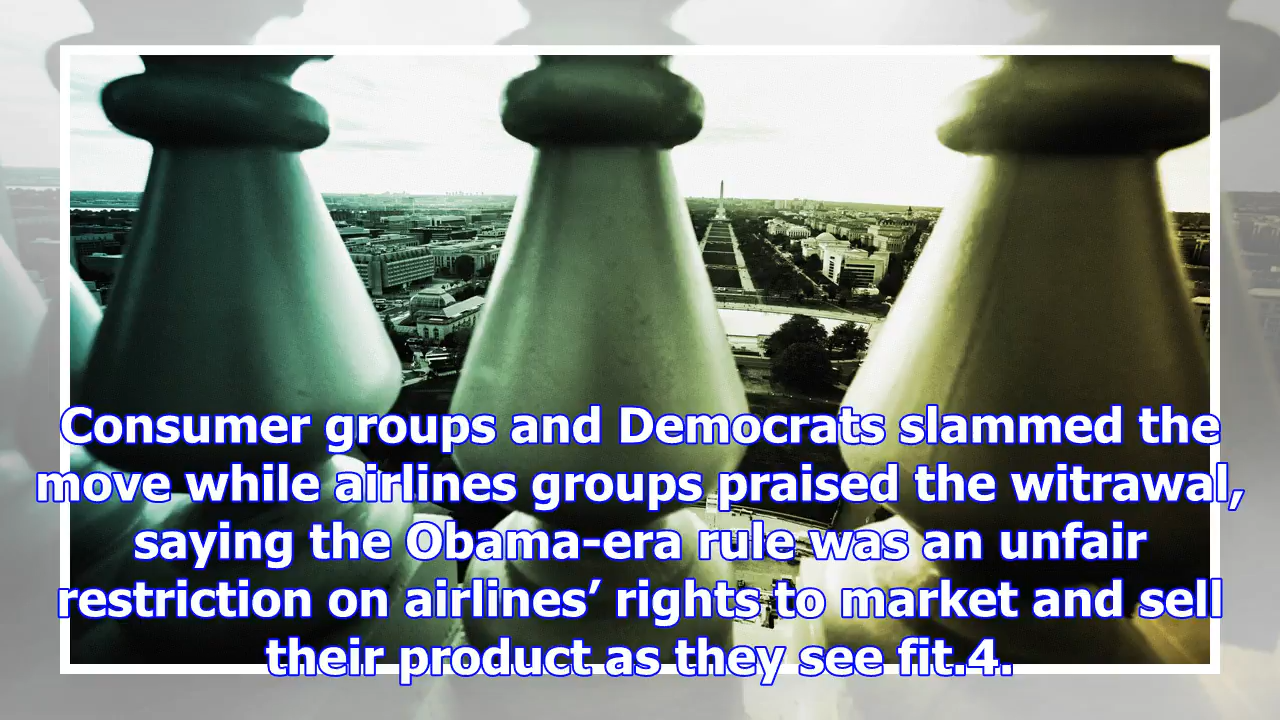 Consumer groups and Democrats slammed the
move while airlines groups praised the witrawal,
saying the Obama-era rule was an unfair
restriction on airlines’ rights to market and sell
their product as they see fit.4.